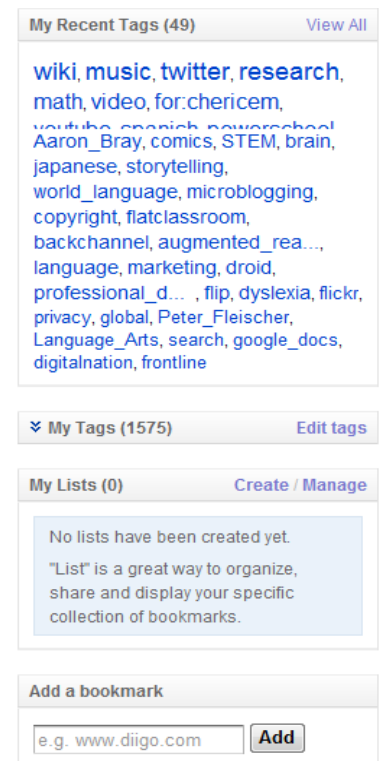 My Recent Tags (49) View All
wiki, music, twitter, research,
math, video, for:chericem,
youtube, spanish, powerschool
Aaron_Bray, comics, STEM, brain,
japanese, storytelling,
world_language, microblogging,
copyright, flatclassroom,
backchannel, augmented_rea...,
language, marketing, droid,
professional_d... , flip, dyslexia, flickr,
privacy, global, Peter_Fleischer,
Language_Arts, search, google_docs,
digitalnation, frontline
My Tags (1575) Edit tags
My Lists (0) Create / Manage
No lists have been created yet.
"List" is a great way to organize,
share and display your specific
collection of bookmarks.
Add a bookmark
e.g. www.diigo.com Add